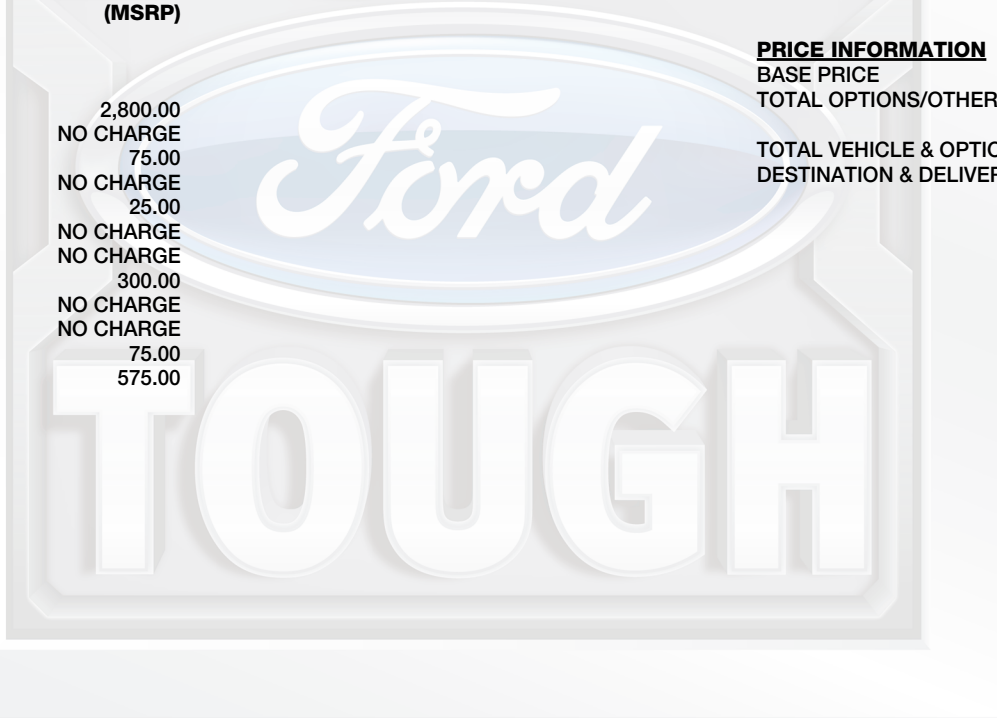 (MSRP)
2,800.00
NO CHARGE
75.00
NO CHARGE
25.00
NO CHARGE
NO CHARGE
300.00
NO CHARGE
NO CHARGE
75.00
575.00
PRICE INFORMATION
BASE PRICE
TOTAL OPTIONS/OTHER
TOTAL VEHICLE & OPTIO
DESTINATION & DELIVER
Ford
TOUGH